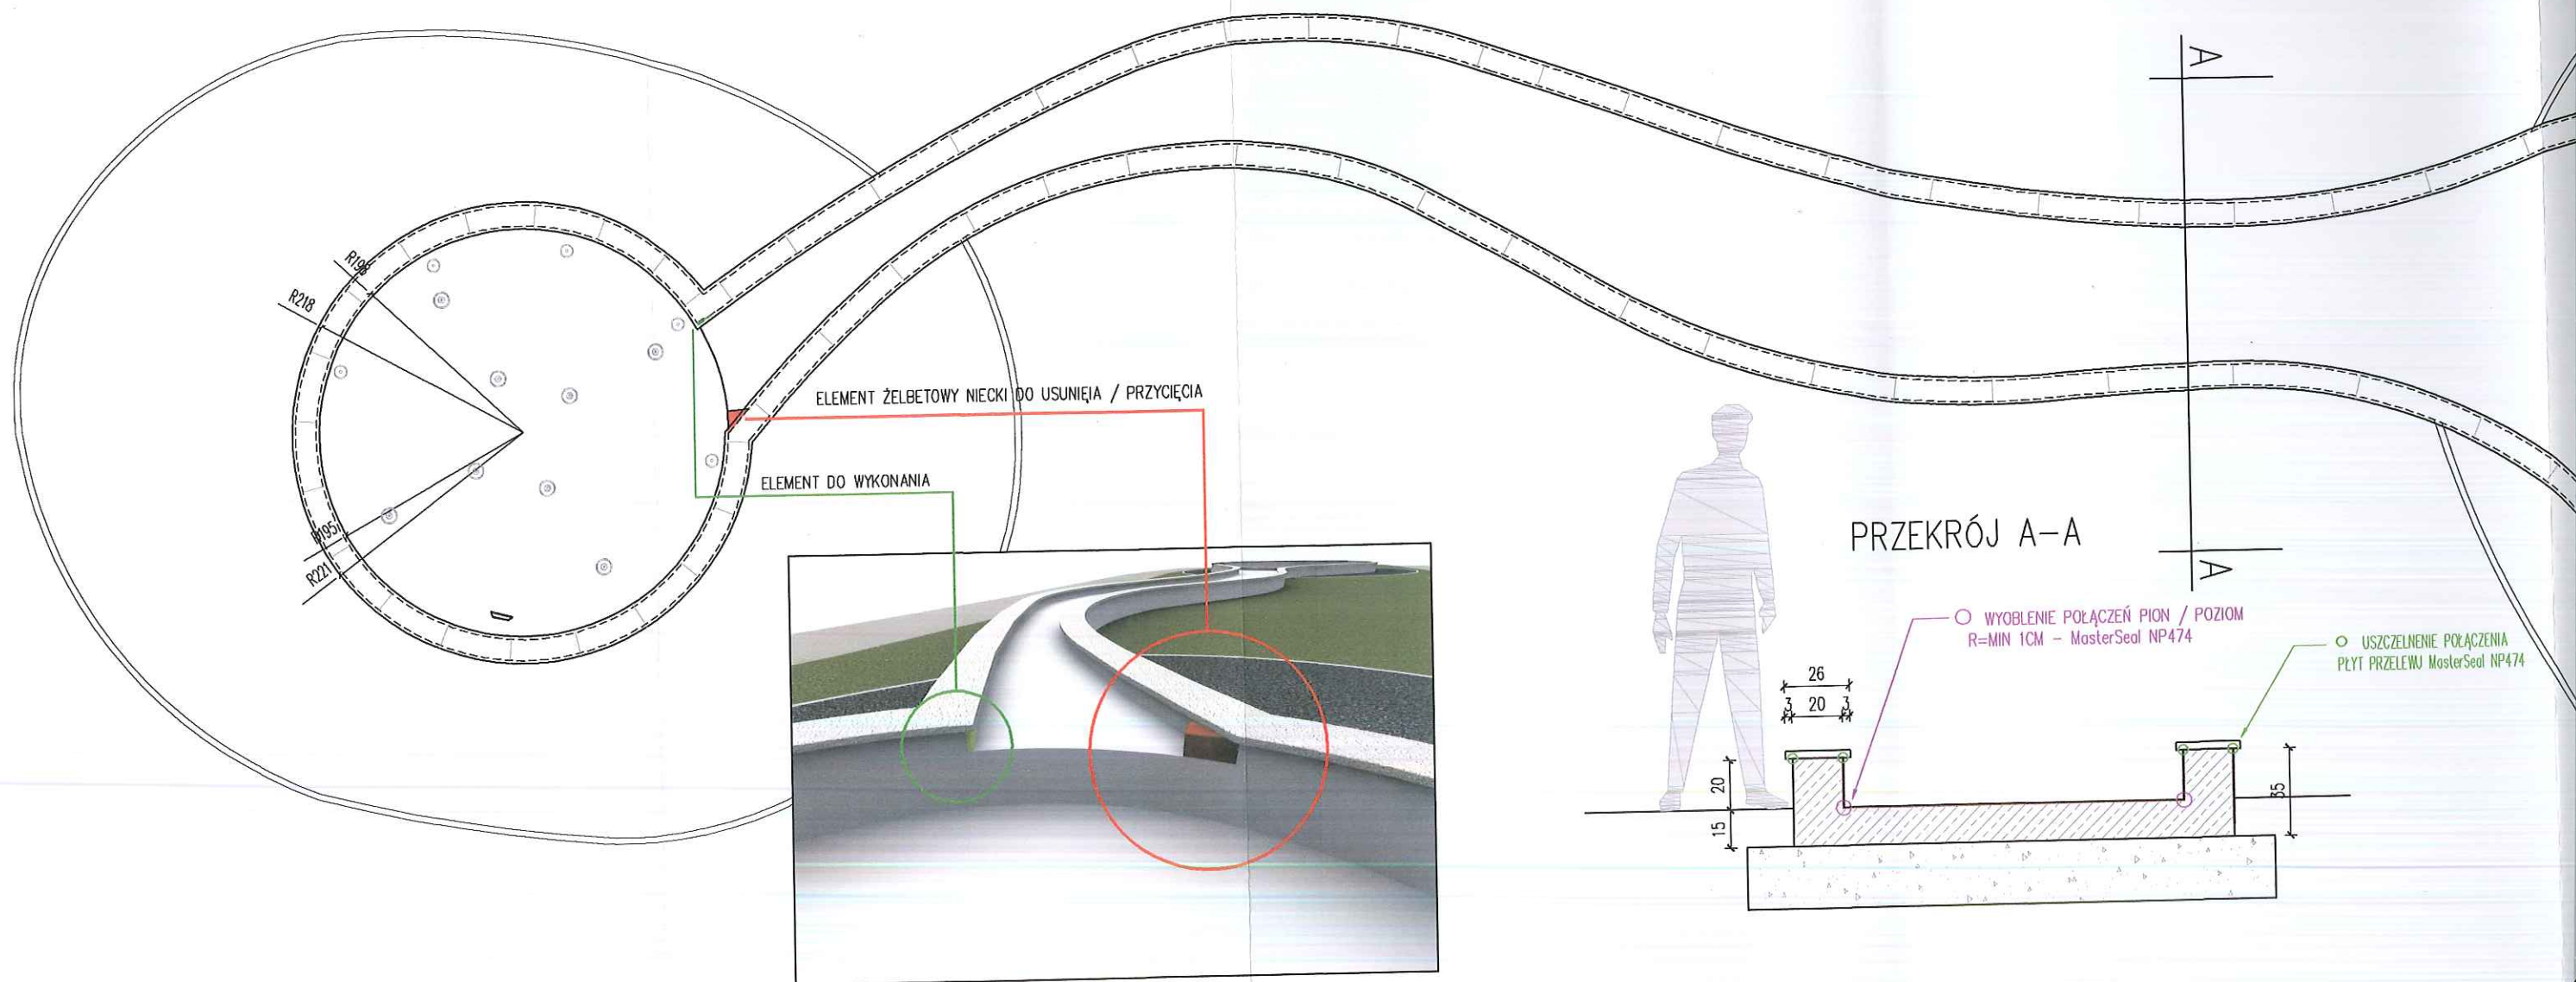 A
R198
R218
ELEMENT ŻELBETOWY NIECKI DO USUNIĘIA / PRZYCIĘCIA
ELEMENT DO WYKONANIA
R195
R221
PRZEKRÓJ A-A
A
WYOBLENIE POŁĄCZEŃ PION / POZIOM
R=MIN 1CM - MasterSeal NP474
USZCZELNENIE POŁĄCZENIA
PŁYT PRZELEWU MasterSeal NP474
26
3 20 3
20
15
35